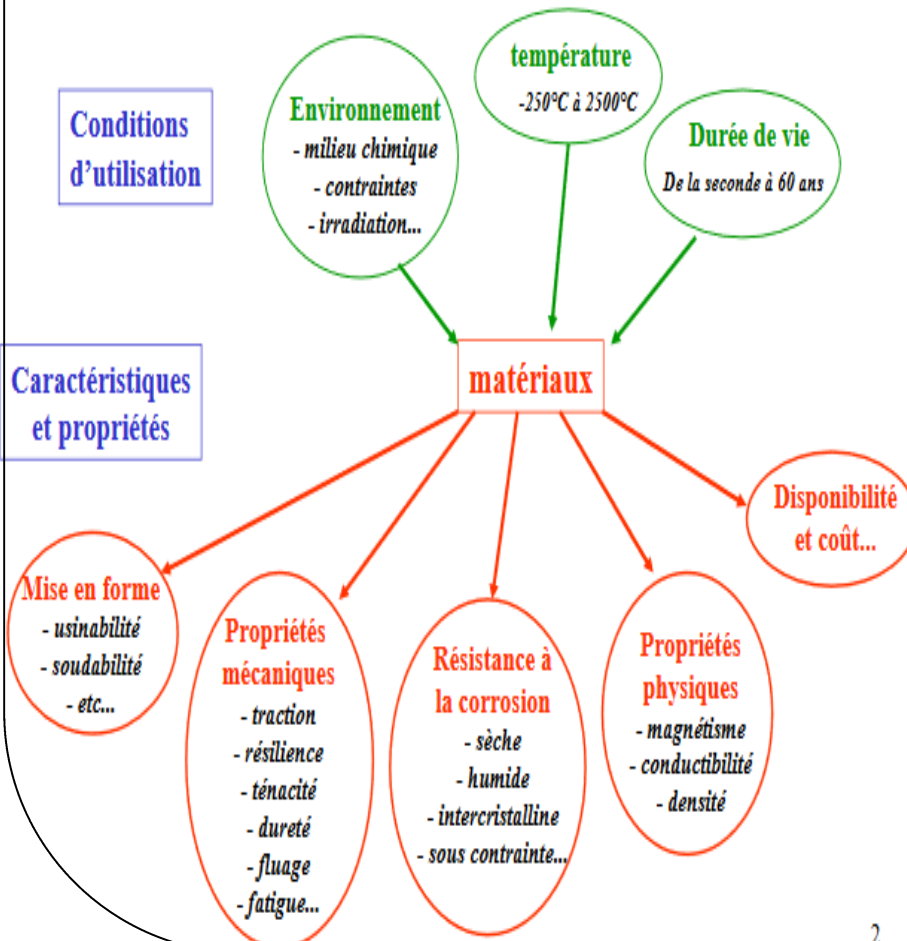 température
-250°C à 2500°C
Environnement
- milieu chimique
- contraintes
- irradiation...
Conditions
d'utilisation
Durée de vie
De la seconde à 60 ans
matériaux
Caractéristiques
et propriétés
Disponibilité
et coût...
Mise en forme
- usinabilité
- soudabilité
- etc...
Propriétés
mécaniques
- traction
- résilience
- ténacité
- dureté
- fluage
- fatigue...
Résistance à
la corrosion
- sèche
- humide
- intercristalline
- sous contrainte...
Propriétés
physiques
- magnétisme
- conductibilité
- densité
2